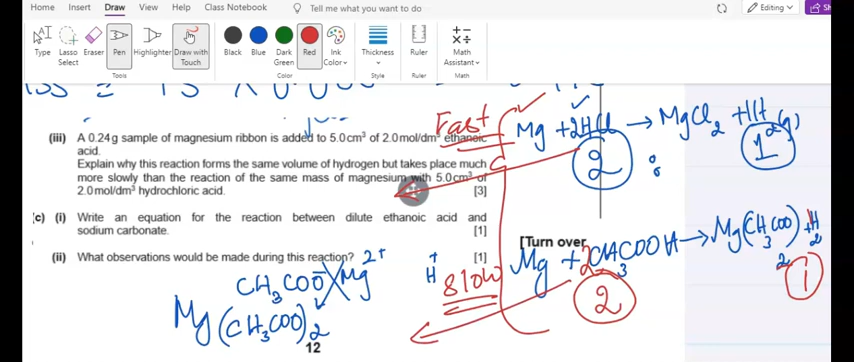 Home Insert Draw View Help Class Notebook Tell me what you want to do Editing
Type Lasso Select Eraser Pen Highlighter Draw with Touch Black Blue Dark Green Red Ink Color Thickness Ruler Math Assistant
Tools Color Style Ruler Math
(iii) A 0.24g sample of magnesium ribbon is added to 5.0cm³ of 2.0mol/dm³ ethanoic
acid.
Explain why this reaction forms the same volume of hydrogen but takes place much
more slowly than the reaction of the same mass of magnesium with 5.0cm³ of
2.0mol/dm³ hydrochloric acid. [3]
Fast
Mg + 2HCl → MgCl2 + 1H2(g)
2
1
(c) (i) Write an equation for the reaction between dilute ethanoic acid and
sodium carbonate. [1]
(ii) What observations would be made during this reaction? [1]
[Turn over
Mg + 2CH3COOH → Mg(CH3COO)2 + H2
H+ slow
2
1
CH3COO- Mg2+
Mg(CH3COO)2
12